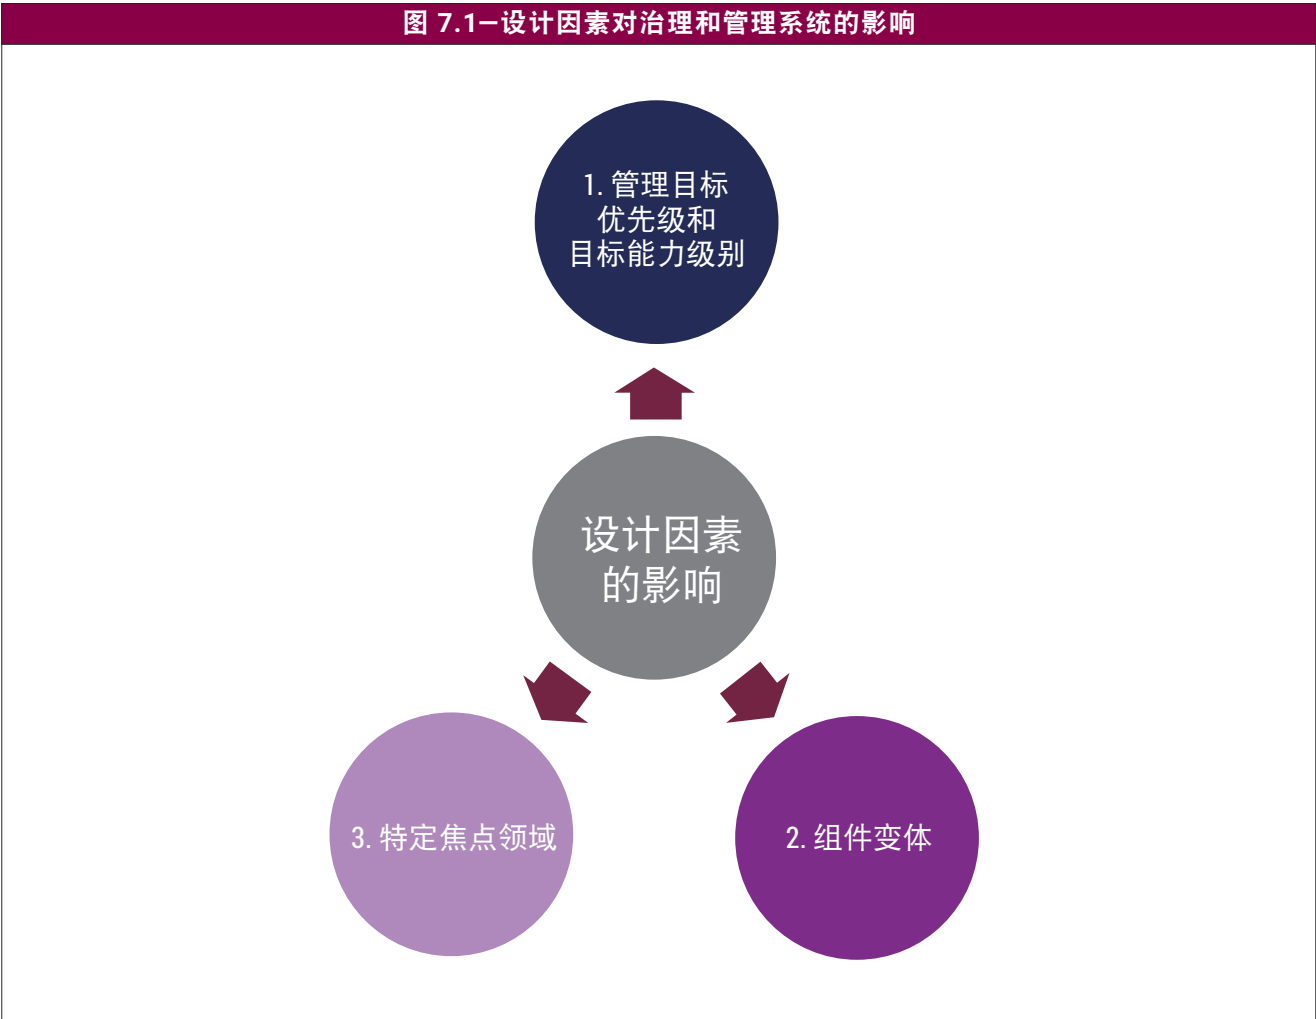 图 7.1—设计因素对治理和管理系统的影响
1. 管理目标
优先级和
目标能力级别
设计因素
的影响
3. 特定焦点领域
2. 组件变体